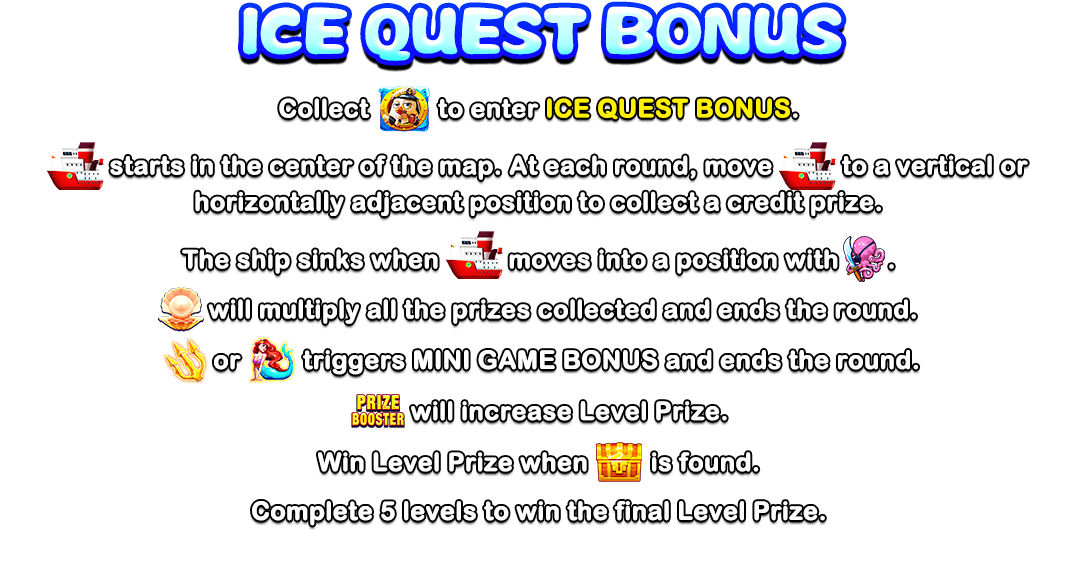 ICE QUEST BONUS
Collect to enter ICE QUEST BONUS.
starts in the center of the map. At each round, move to a vertical or
horizontally adjacent position to collect a credit prize.
The ship sinks when moves into a position with .
will multiply all the prizes collected and ends the round.
or triggers MINI GAME BONUS and ends the round.
PRIZE BOOSTER will increase Level Prize.
Win Level Prize when is found.
Complete 5 levels to win the final Level Prize.